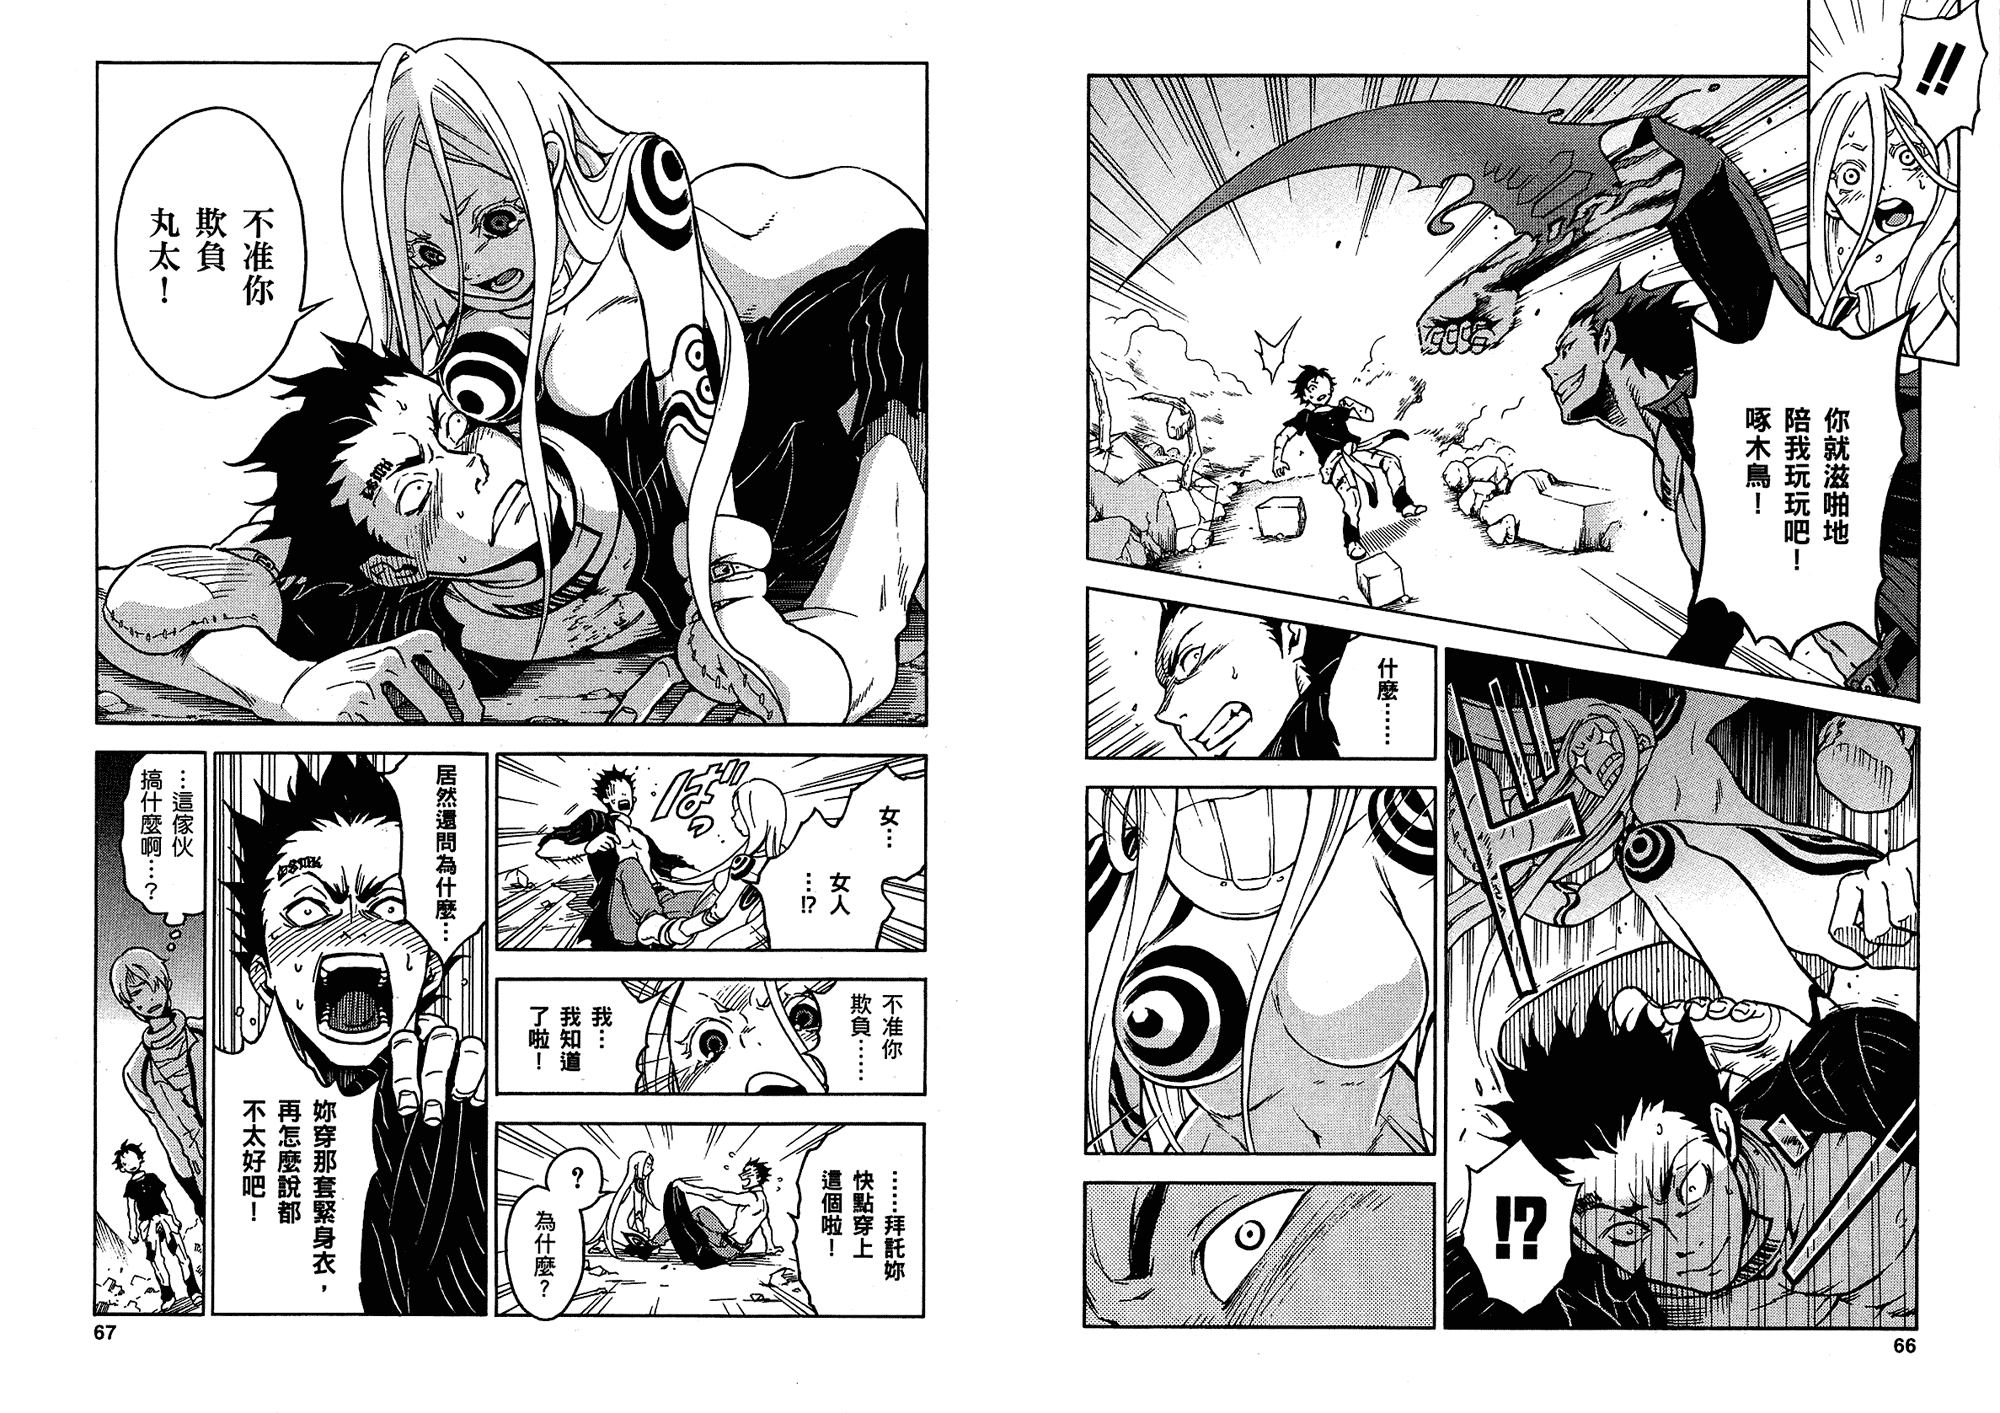 !!
你就滋啪地
陪我玩玩吧！
啄木鳥！
ドン
!?
什麼……
66
不准你
欺負
丸太！
女…
女人
…!?
ばっ
不准你
欺負……
我…
我知道
了啦！
……拜託妳
快點穿上
這個啦！
?
為什麼？
居然還問為什麼…
妳穿那套緊身衣，
再怎麼說都
不太好吧！
…這傢伙
搞什麼啊…？
67